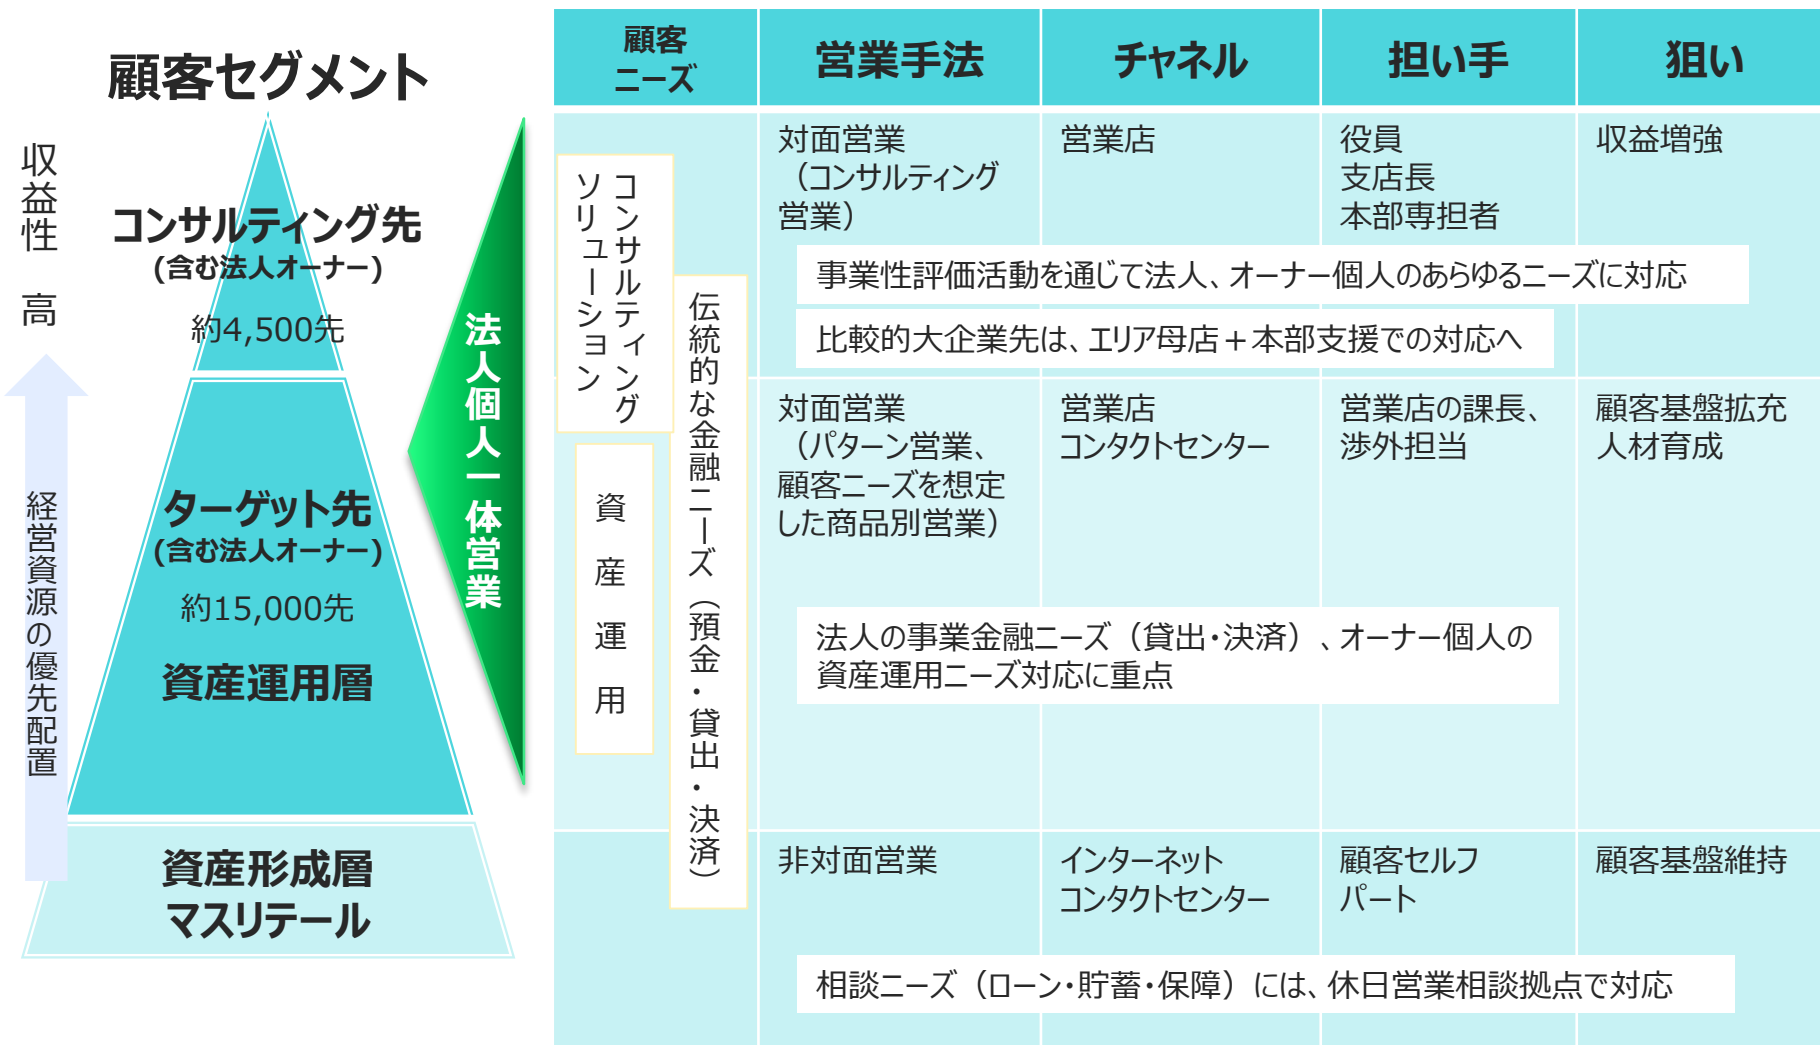 顧客セグメント
収益性　高
経営資源の優先配置
コンサルティング先
(含む法人オーナー)
約4,500先
ターゲット先
(含む法人オーナー)
約15,000先
資産運用層
資産形成層
マスリテール
法人個人一体営業
顧客
ニーズ
営業手法
チャネル
担い手
狙い
コンサルティング
ソリューション
資産運用
伝統的な金融ニーズ（預金・貸出・決済）
対面営業
（コンサルティング
営業）
営業店
役員
支店長
本部専担者
収益増強
事業性評価活動を通じて法人、オーナー個人のあらゆるニーズに対応
比較的大企業先は、エリア母店＋本部支援での対応へ
対面営業
（パターン営業、
顧客ニーズを想定
した商品別営業）
営業店
コンタクトセンター
営業店の課長、
渉外担当
顧客基盤拡充
人材育成
法人の事業金融ニーズ（貸出・決済）、オーナー個人の
資産運用ニーズ対応に重点
非対面営業
インターネット
コンタクトセンター
顧客セルフ
パート
顧客基盤維持
相談ニーズ（ローン・貯蓄・保障）には、休日営業相談拠点で対応